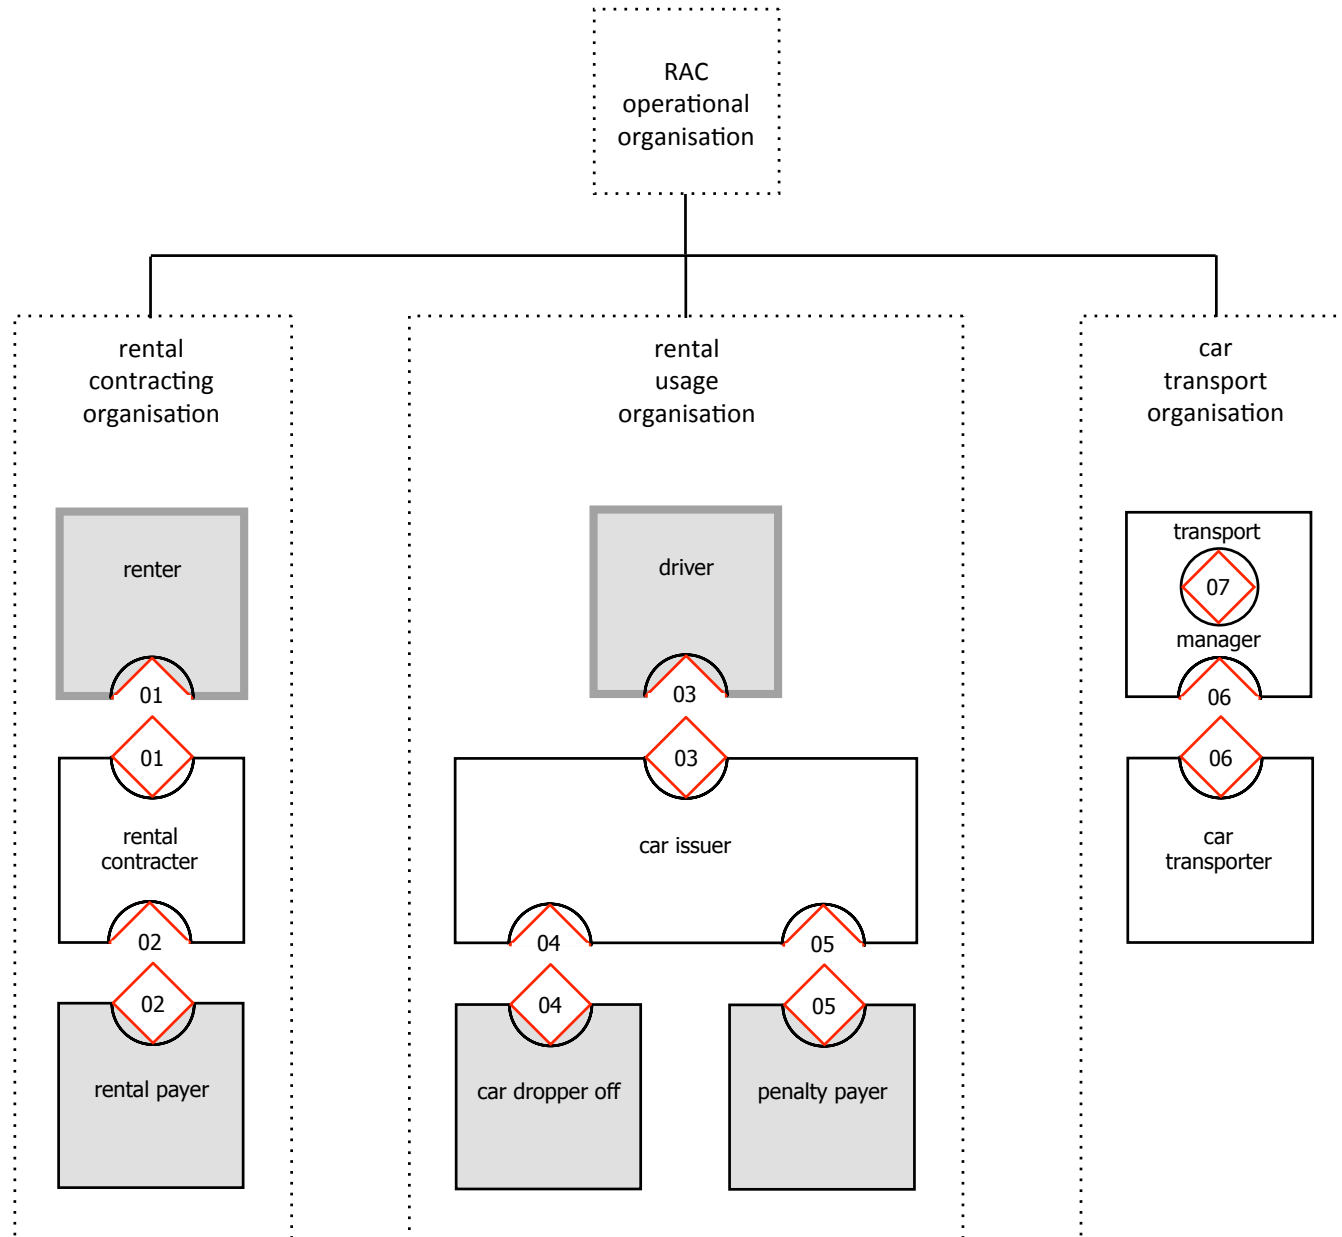 RAC
operational
organisation
rental
contracting
organisation
renter
01
01
rental
contracter
02
02
rental payer
rental
usage
organisation
driver
03
03
car issuer
04
05
04
05
car dropper off
penalty payer
car
transport
organisation
transport
07
manager
06
06
car
transporter